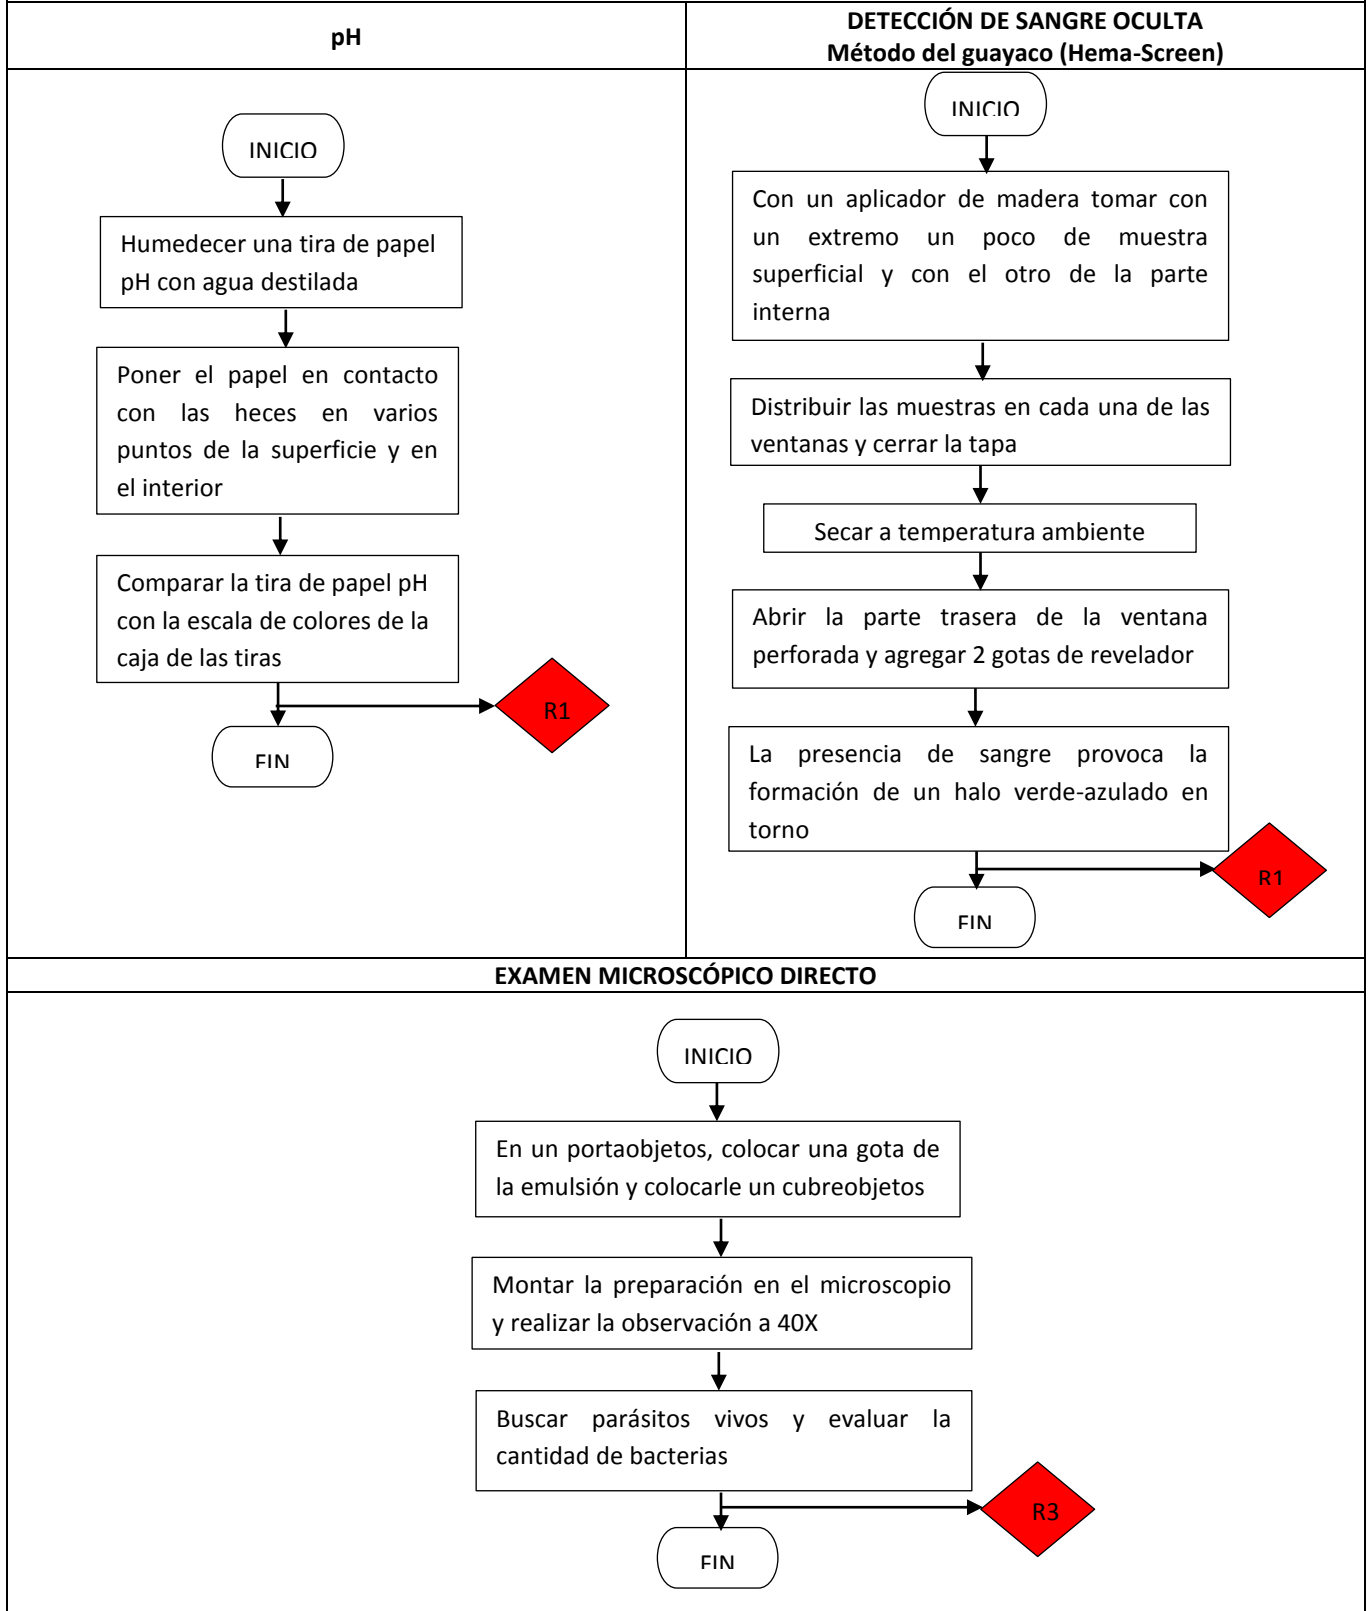 pH
DETECCIÓN DE SANGRE OCULTA
Método del guayaco (Hema-Screen)
INICIO
Humedecer una tira de papel
pH con agua destilada
Poner el papel en contacto
con las heces en varios
puntos de la superficie y en
el interior
Comparar la tira de papel pH
con la escala de colores de la
caja de las tiras
R1
FIN
INICIO
Con un aplicador de madera tomar con
un extremo un poco de muestra
superficial y con el otro de la parte
interna
Distribuir las muestras en cada una de las
ventanas y cerrar la tapa
Secar a temperatura ambiente
Abrir la parte trasera de la ventana
perforada y agregar 2 gotas de revelador
La presencia de sangre provoca la
formación de un halo verde-azulado en
torno
R1
FIN
EXAMEN MICROSCÓPICO DIRECTO
INICIO
En un portaobjetos, colocar una gota de
la emulsión y colocarle un cubreobjetos
Montar la preparación en el microscopio
y realizar la observación a 40X
Buscar parásitos vivos y evaluar la
cantidad de bacterias
R3
FIN